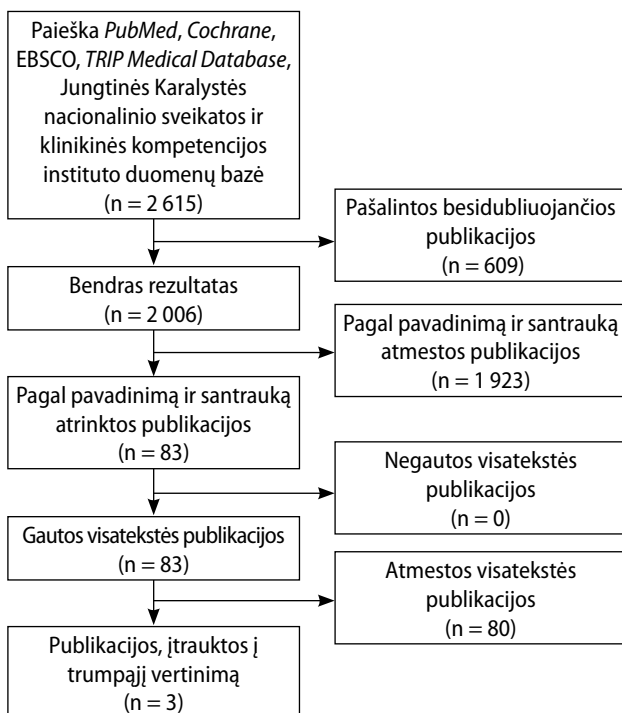 Paieška PubMed, Cochrane,
EBSCO, TRIP Medical Database,
Jungtinės Karalystės
nacionalinio sveikatos ir
klinikinės kompetencijos
instituto duomenų bazė
(n = 2 615)
Pašalintos besidubliuojančios
publikacijos
(n = 609)
Bendras rezultatas
(n = 2 006)
Pagal pavadinimą ir santrauką
atmestos publikacijos
(n = 1 923)
Pagal pavadinimą ir santrauką
atrinktos publikacijos
(n = 83)
Negautos visatekstės
publikacijos
(n = 0)
Gautos visatekstės publikacijos
(n = 83)
Atmestos visatekstės
publikacijos
(n = 80)
Publikacijos, įtrauktos į
trumpąjį vertinimą
(n = 3)